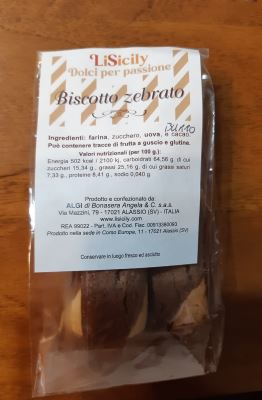 LiSicily
Dolci per passione
Biscotto zebrato
Ingredienti: farina, zucchero, uova, e cacao,
Può contenere tracce di frutta a guscio e glutina.
Valori nutrizionali (per 100 g.):
Energia 502 kcal / 2100 kj, carboidrati 64,56 g, di cui
zuccheri 15,34 g, grassi 25,16 g, di cui grassi saturi
7,33 g, proteine 8,41 g, sodio 0,040 g.
Prodotto e confezionato da:
ALGI di Bonasera Angela & C. s.a.s.
Via Mazzini, 79 - 17021 ALASSIO (SV) - ITALIA
www.lisicily.com
REA 99022 - Part. IVA e Cod. Fisc. 00913380093
Prodotto nella sede in Corso Europa, 11 - 17021 Alassio (SV)
Conservare in luogo fresco ed asciutto